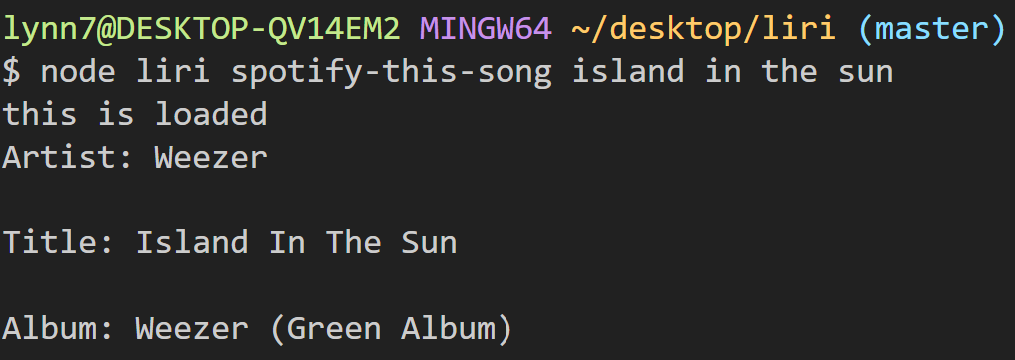 lynn7@DESKTOP-QV14EM2 MINGW64 ~/desktop/liri (master)
$ node liri spotify-this-song island in the sun
this is loaded
Artist: Weezer
Title: Island In The Sun
Album: Weezer (Green Album)